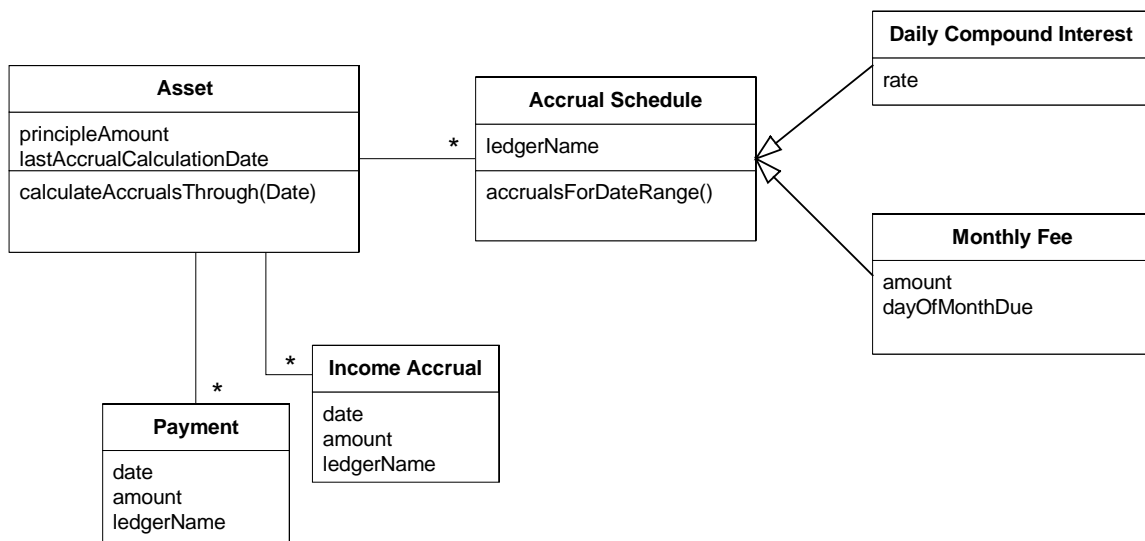 Daily Compound Interest
rate
Asset
principleAmount
lastAccrualCalculationDate
calculateAccrualsThrough(Date)
*
Accrual Schedule
ledgerName
accrualsForDateRange()
Monthly Fee
amount
dayOfMonthDue
*
Income Accrual
date
amount
ledgerName
*
Payment
date
amount
ledgerName